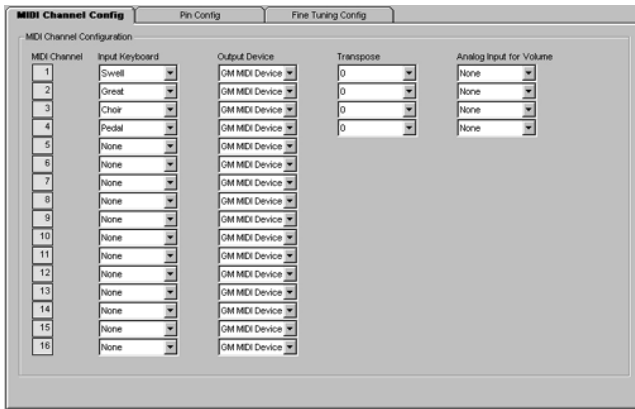 MIDI Channel Config Pin Config Fine Tuning Config
MIDI Channel Configuration
MIDI Channel Input Keyboard Output Device Transpose Analog Input for Volume
1 Swell GM MIDI Device 0 None
2 Great GM MIDI Device 0 None
3 Choir GM MIDI Device 0 None
4 Pedal GM MIDI Device 0 None
5 None GM MIDI Device
6 None GM MIDI Device
7 None GM MIDI Device
8 None GM MIDI Device
9 None GM MIDI Device
10 None GM MIDI Device
11 None GM MIDI Device
12 None GM MIDI Device
13 None GM MIDI Device
14 None GM MIDI Device
15 None GM MIDI Device
16 None GM MIDI Device